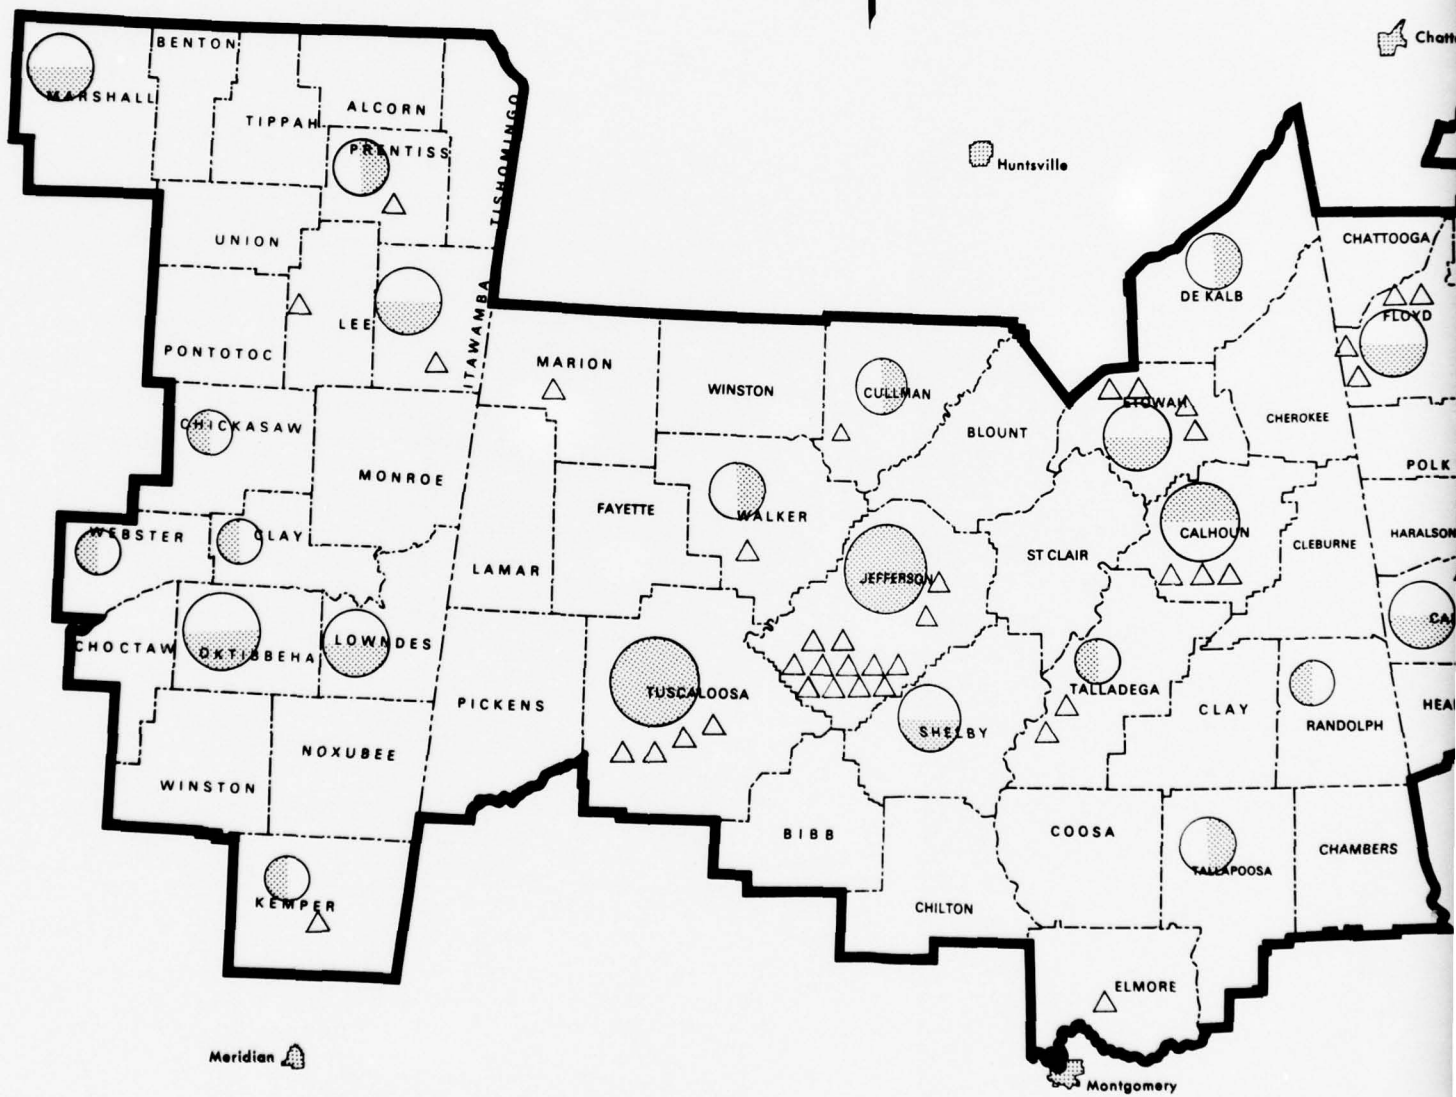 Chatt
BENTON
MARSHALL
ALCORN
TIPPAH
PRENTISS
TISHOMINGO
Huntsville
UNION
CHATTOOGA
DE KALB
FLOYD
LEE
ITAWAMBA
PONTOTOC
MARION
WINSTON
CULLMAN
ETOWAH
CHEROKEE
CHICKASAW
BLOUNT
MONROE
POLK
FAYETTE
WALKER
WEBSTER
CLAY
CALHOUN
HARALSON
CLEBURNE
ST CLAIR
LAMAR
JEFFERSON
CHOCTAW
OKTIBBEHA
LOWNDES
CA
TUSCALOOSA
TALLADEGA
PICKENS
CLAY
HEA
SHELBY
RANDOLPH
NOXUBEE
WINSTON
BIBB
COOSA
CHAMBERS
TALLAPOOSA
KEMPER
CHILTON
ELMORE
Meridian
Montgomery